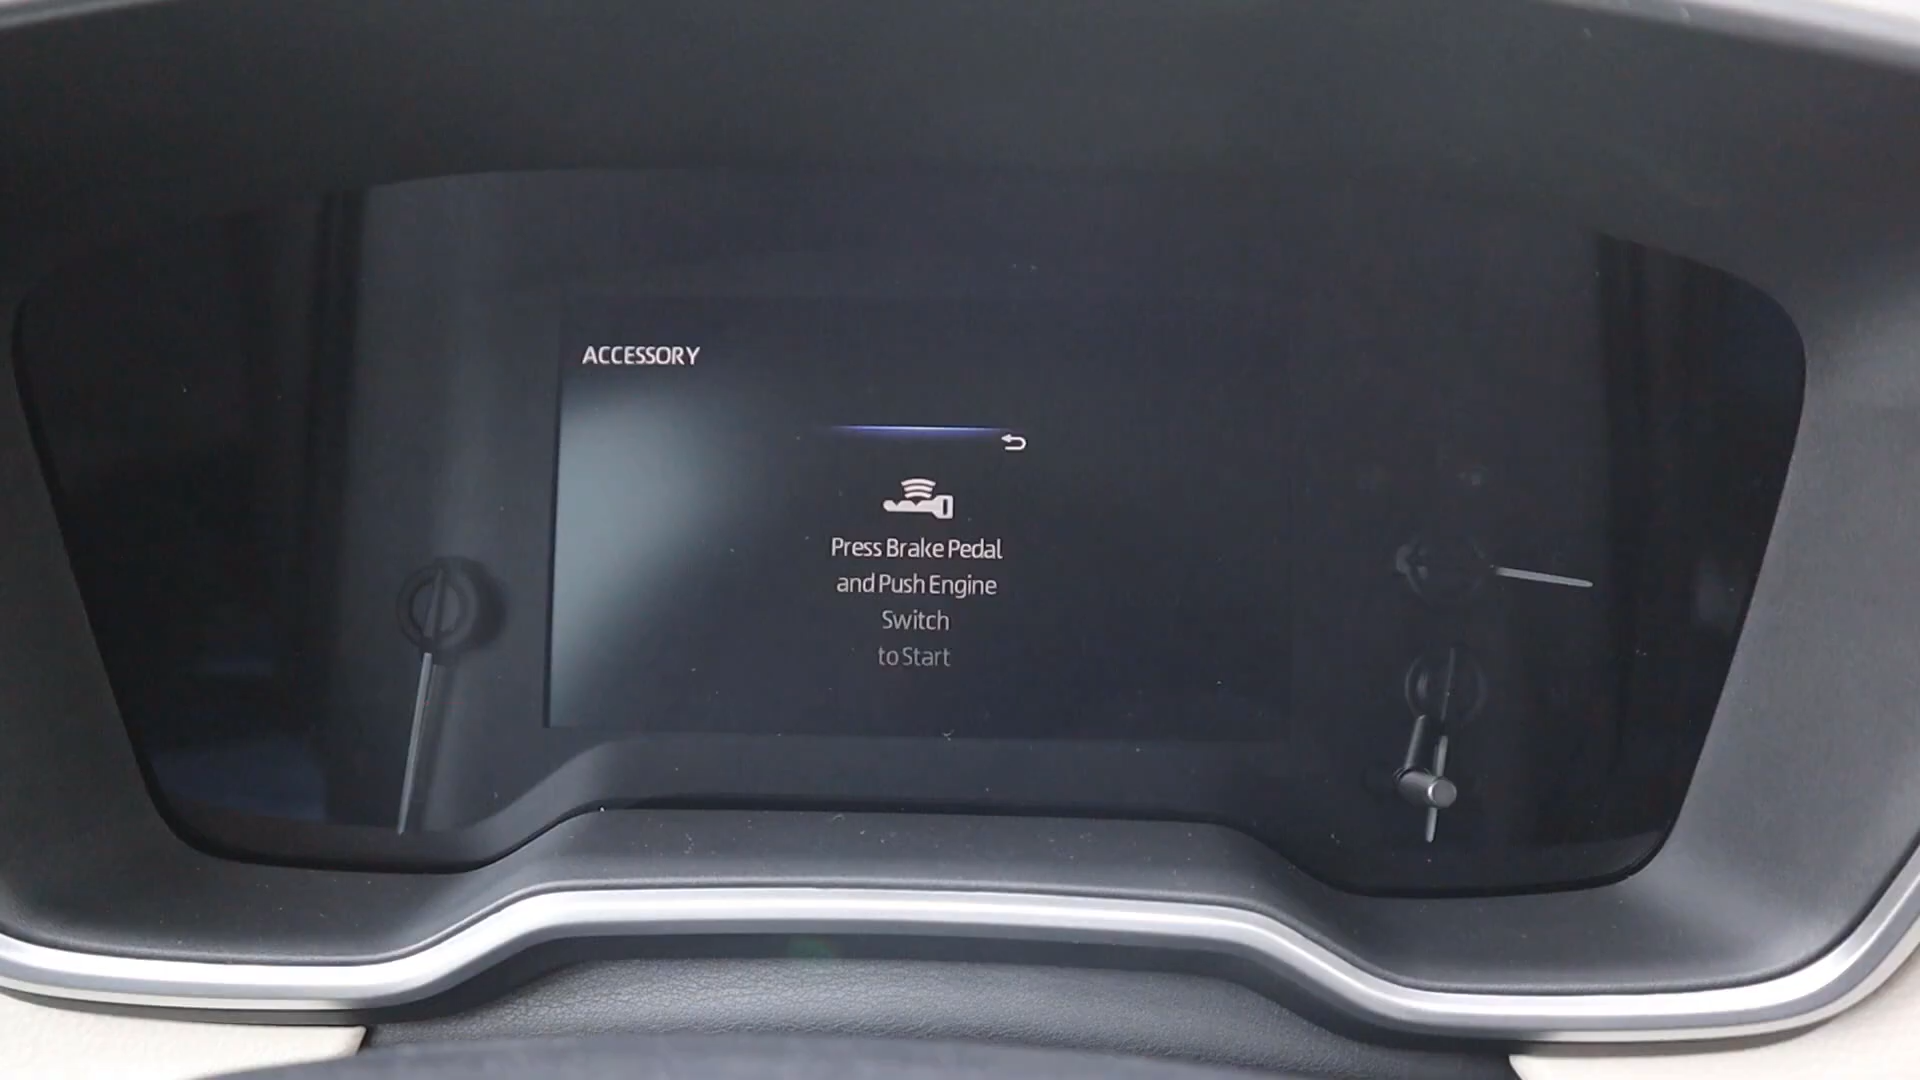 ACCESSORY
Press Brake Pedal
and Push Engine
Switch
to Start